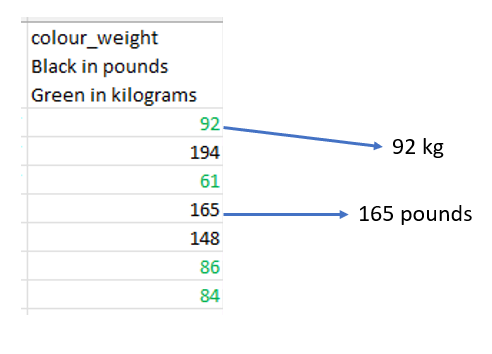 colour_weight
Black in pounds
Green in kilograms
92
92 kg
194
61
165
165 pounds
148
86
84